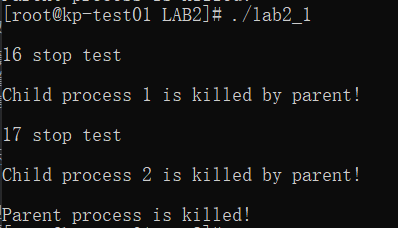 [root@kp-test01 LAB2]# ./lab2_1
16 stop test
Child process 1 is killed by parent!
17 stop test
Child process 2 is killed by parent!
Parent process is killed!